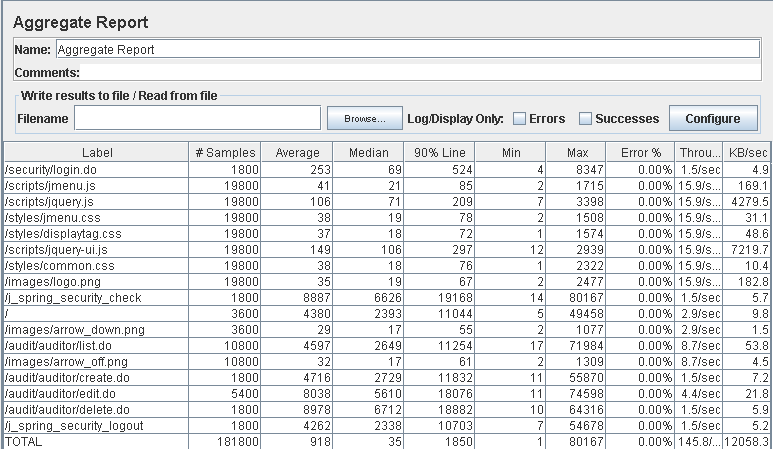 Aggregate Report
Name: Aggregate Report
Comments:
Write results to file / Read from file
Filename Browse... Log/Display Only: Errors Successes Configure
Label # Samples Average Median 90% Line Min Max Error % Throu... KB/sec
/security/login.do 1800 253 69 524 4 8347 0.00% 1.5/sec 4.9
/scripts/jmenu.js 19800 41 21 85 2 1715 0.00% 15.9/s... 169.1
/scripts/jquery.js 19800 106 71 209 7 3398 0.00% 15.9/s... 4279.5
/styles/jmenu.css 19800 38 19 78 2 1508 0.00% 15.9/s... 31.1
/styles/displaytag.css 19800 37 18 72 1 1574 0.00% 15.9/s... 48.6
/scripts/jquery-ui.js 19800 149 106 297 12 2939 0.00% 15.9/s... 7219.7
/styles/common.css 19800 38 18 76 1 2322 0.00% 15.9/s... 10.4
/images/logo.png 19800 35 19 67 2 2477 0.00% 15.9/s... 182.8
/j_spring_security_check 1800 8887 6626 19168 14 80167 0.00% 1.5/sec 5.7
/ 3600 4380 2393 11044 5 49458 0.00% 2.9/sec 9.8
/images/arrow_down.png 3600 29 17 55 2 1077 0.00% 2.9/sec 1.5
/audit/auditor/list.do 10800 4597 2649 11254 17 71984 0.00% 8.7/sec 53.8
/images/arrow_off.png 10800 32 17 61 2 1309 0.00% 8.7/sec 4.5
/audit/auditor/create.do 1800 4716 2729 11832 11 55870 0.00% 1.5/sec 7.2
/audit/auditor/edit.do 5400 8038 5610 18076 11 74598 0.00% 4.4/sec 21.8
/audit/auditor/delete.do 1800 8978 6712 18882 10 64316 0.00% 1.5/sec 5.9
/j_spring_security_logout 1800 4262 2338 10703 7 54678 0.00% 1.5/sec 5.2
TOTAL 181800 918 35 1850 1 80167 0.00% 145.8/... 12058.3